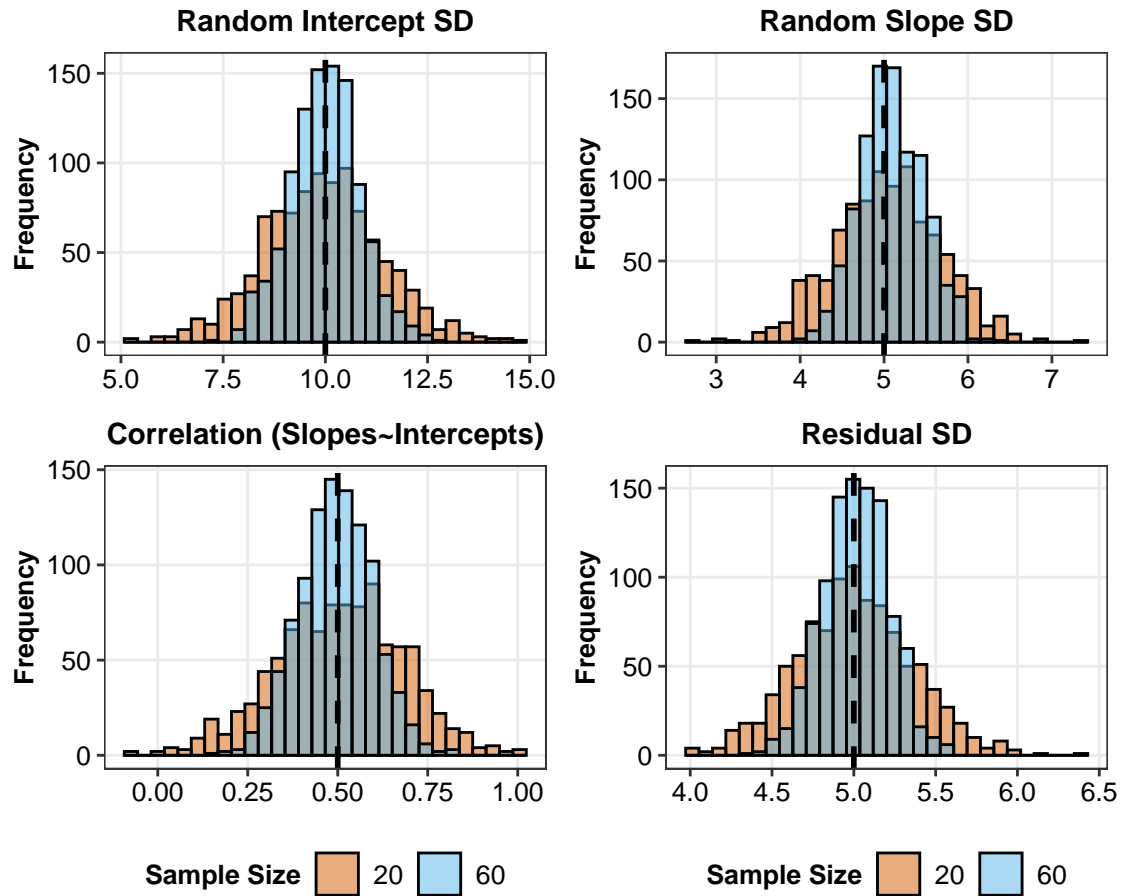 Random Intercept SD
Frequency
150
100
50
0
5.0 7.5 10.0 12.5 15.0
Random Slope SD
Frequency
150
100
50
0
3 4 5 6 7
Correlation (Slopes~Intercepts)
Frequency
150
100
50
0
0.00 0.25 0.50 0.75 1.00
Residual SD
Frequency
150
100
50
0
4.0 4.5 5.0 5.5 6.0 6.5
Sample Size 20 60
Sample Size 20 60